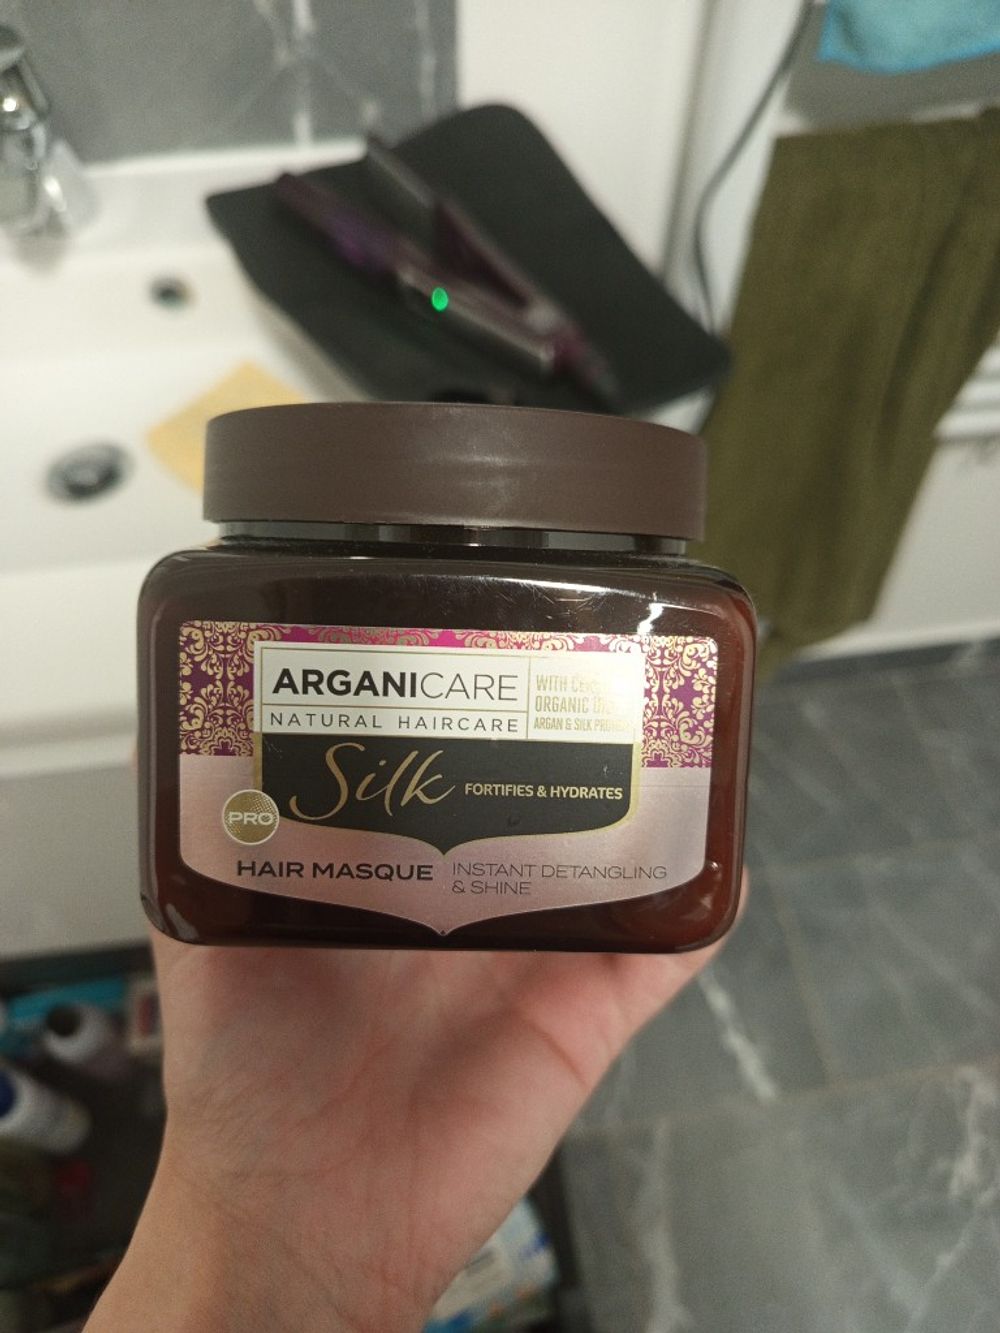 ARGANICARE
NATURAL HAIRCARE
WITH
ORGANIC
ARGAN & SILK
Silk FORTIFIES & HYDRATES
PRO
HAIR MASQUE INSTANT DETANGLING
& SHINE